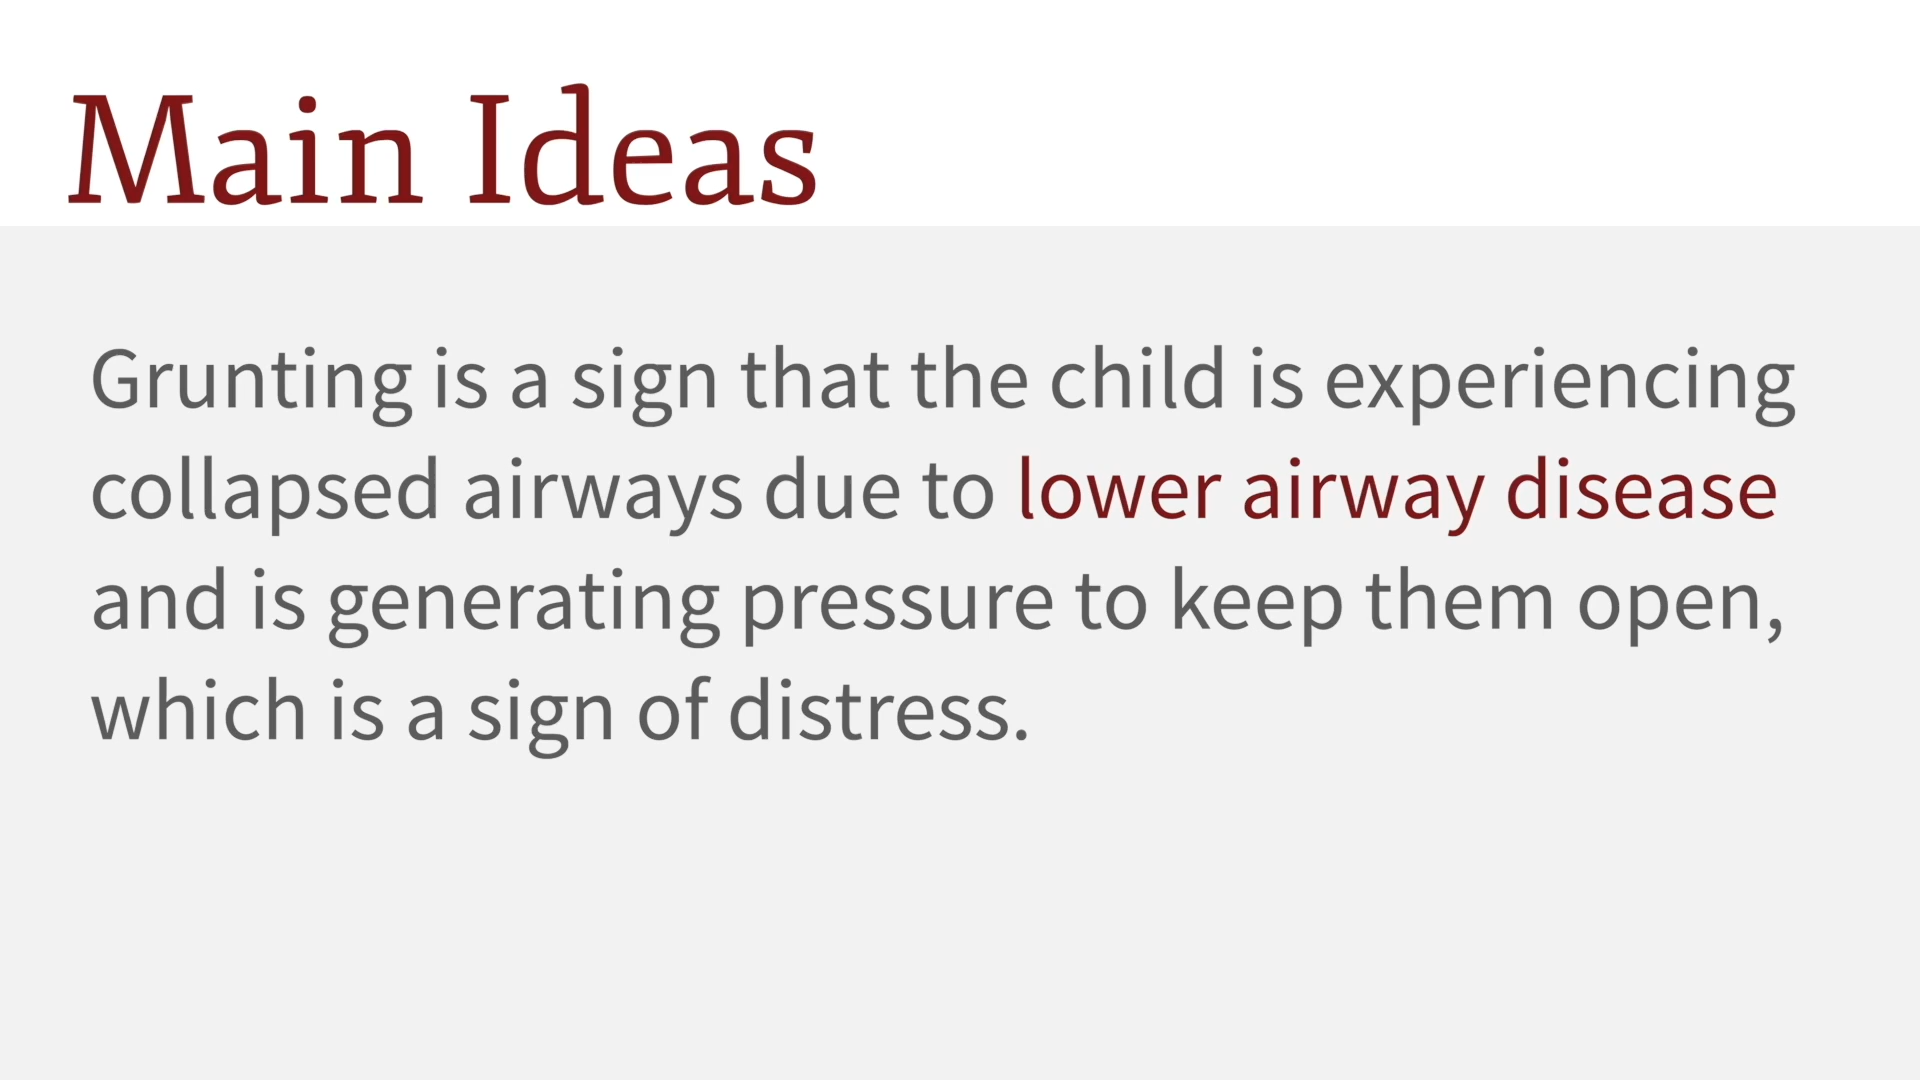 Main Ideas
Grunting is a sign that the child is experiencing
collapsed airways due to lower airway disease
and is generating pressure to keep them open,
which is a sign of distress.